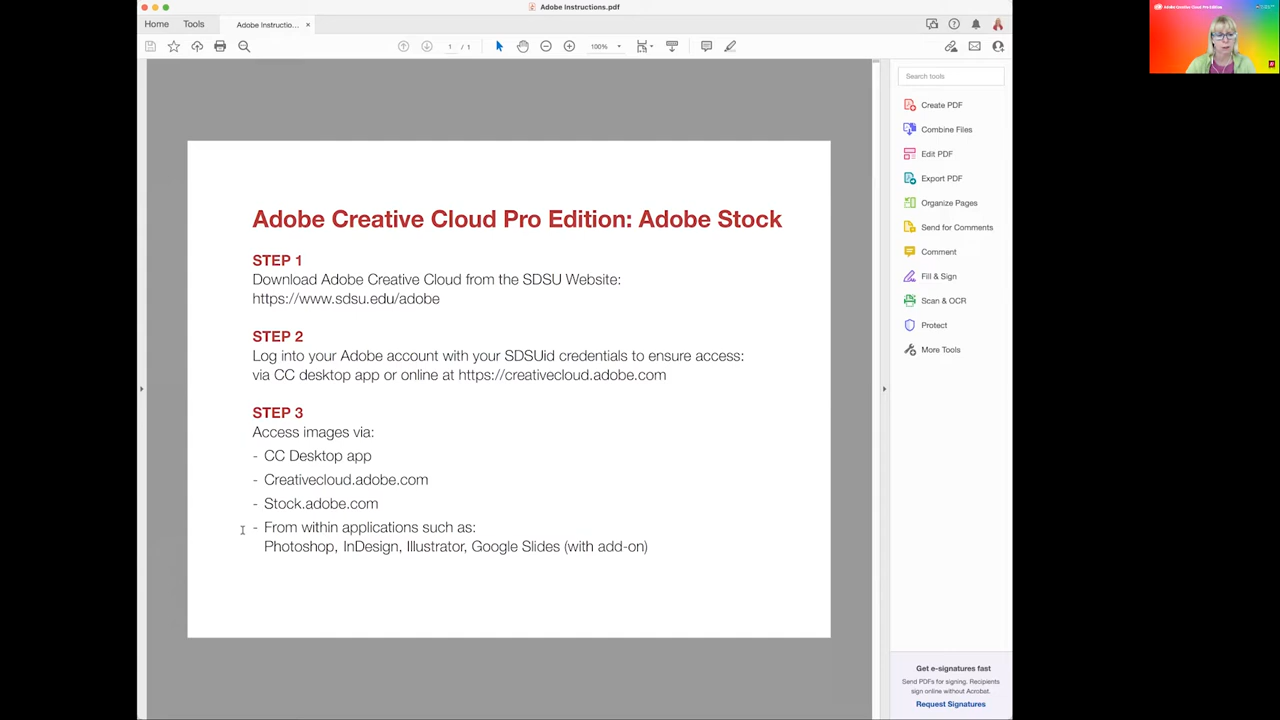 Adobe Instructions.pdf
Home
Tools
Adobe Instructio...
×
1 / 1
100%
Search tools
Create PDF
Combine Files
Edit PDF
Export PDF
Organize Pages
Send for Comments
Comment
Fill & Sign
Scan & OCR
Protect
More Tools
Adobe Creative Cloud Pro Edition: Adobe Stock
STEP 1
Download Adobe Creative Cloud from the SDSU Website:
https://www.sdsu.edu/adobe
STEP 2
Log into your Adobe account with your SDSUid credentials to ensure access:
via CC desktop app or online at https://creativecloud.adobe.com
STEP 3
Access images via:
- CC Desktop app
- Creativecloud.adobe.com
- Stock.adobe.com
- From within applications such as:
Photoshop, InDesign, Illustrator, Google Slides (with add-on)
Get e-signatures fast
Send PDFs for signing. Recipients
sign online without Acrobat.
Request Signatures
Adobe Creative Cloud Pro Edition